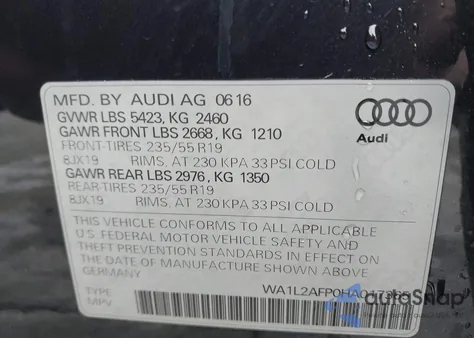 MFD. BY AUDI AG 06 16
GVWR LBS 5423, KG 2460
GAWR FRONT LBS 2668, KG 1210
FRONT-TIRES 235/55 R19
8JX19 RIMS, AT 230 KPA 33 PSI COLD
GAWR REAR LBS 2976, KG 1350
REAR-TIRES 235/55 R19
8JX19 RIMS, AT 230 KPA 33 PSI COLD
THIS VEHICLE CONFORMS TO ALL APPLICABLE
U.S. FEDERAL MOTOR VEHICLE SAFETY AND
THEFT PREVENTION STANDARDS IN EFFECT ON
THE DATE OF MANUFACTURE SHOWN ABOVE
GERMANY
TYPE
MPV
Audi
autoSnap